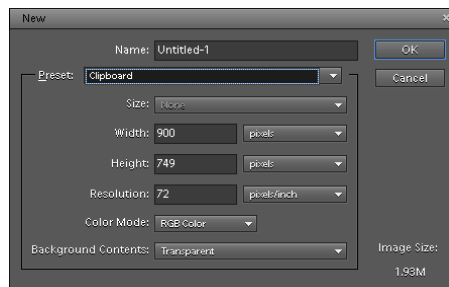 New
Name: Untitled-1
OK
Preset: Clipboard
Cancel
Size: None
Width: 900 pixels
Height: 749 pixels
Resolution: 72 pixels/inch
Color Mode: RGB Color
Background Contents: Transparent
Image Size:
1.93M